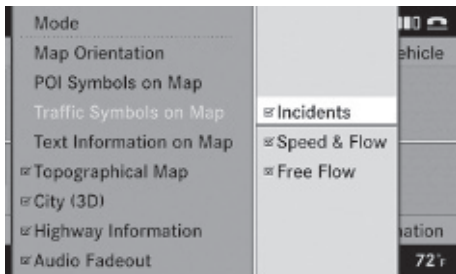 Mode
Map Orientation
ehicle
POI Symbols on Map
Traffic Symbols on Map
Incidents
Text Information on Map
Speed & Flow
Topographical Map
Free Flow
City (3D)
Highway Information
ation
Audio Fadeout
72°F